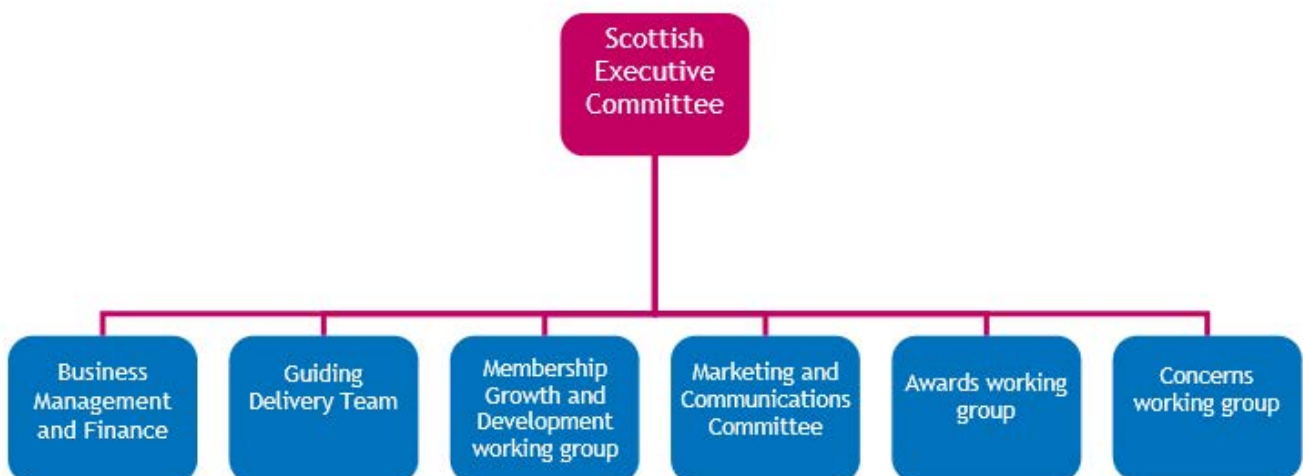 Scottish
Executive
Committee
Business
Management
and Finance
Guiding
Delivery Team
Membership
Growth and
Development
working group
Marketing and
Communications
Committee
Awards working
group
Concerns
working group